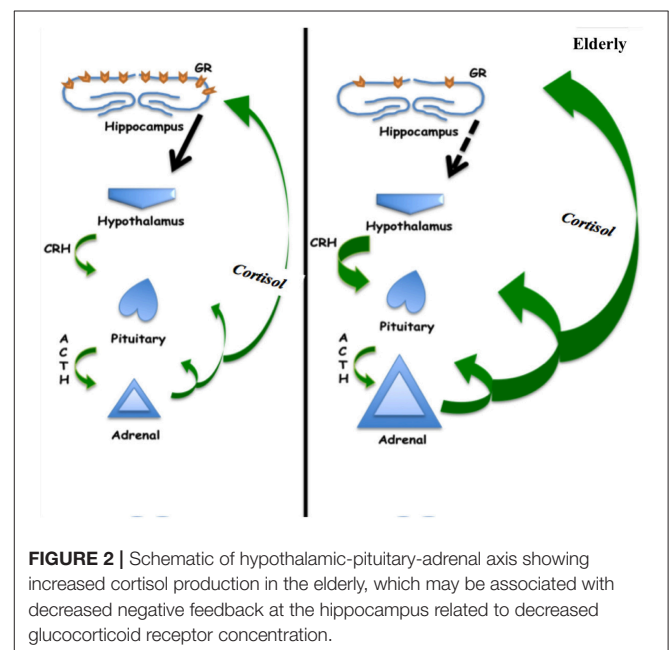 GR
Hippocampus
Hypothalamus
CRH
Cortisol
Pituitary
A
C
T
H
Adrenal
Elderly
GR
Hippocampus
Hypothalamus
CRH
Cortisol
Pituitary
A
C
T
H
Adrenal
FIGURE 2 | Schematic of hypothalamic-pituitary-adrenal axis showing
increased cortisol production in the elderly, which may be associated with
decreased negative feedback at the hippocampus related to decreased
glucocorticoid receptor concentration.